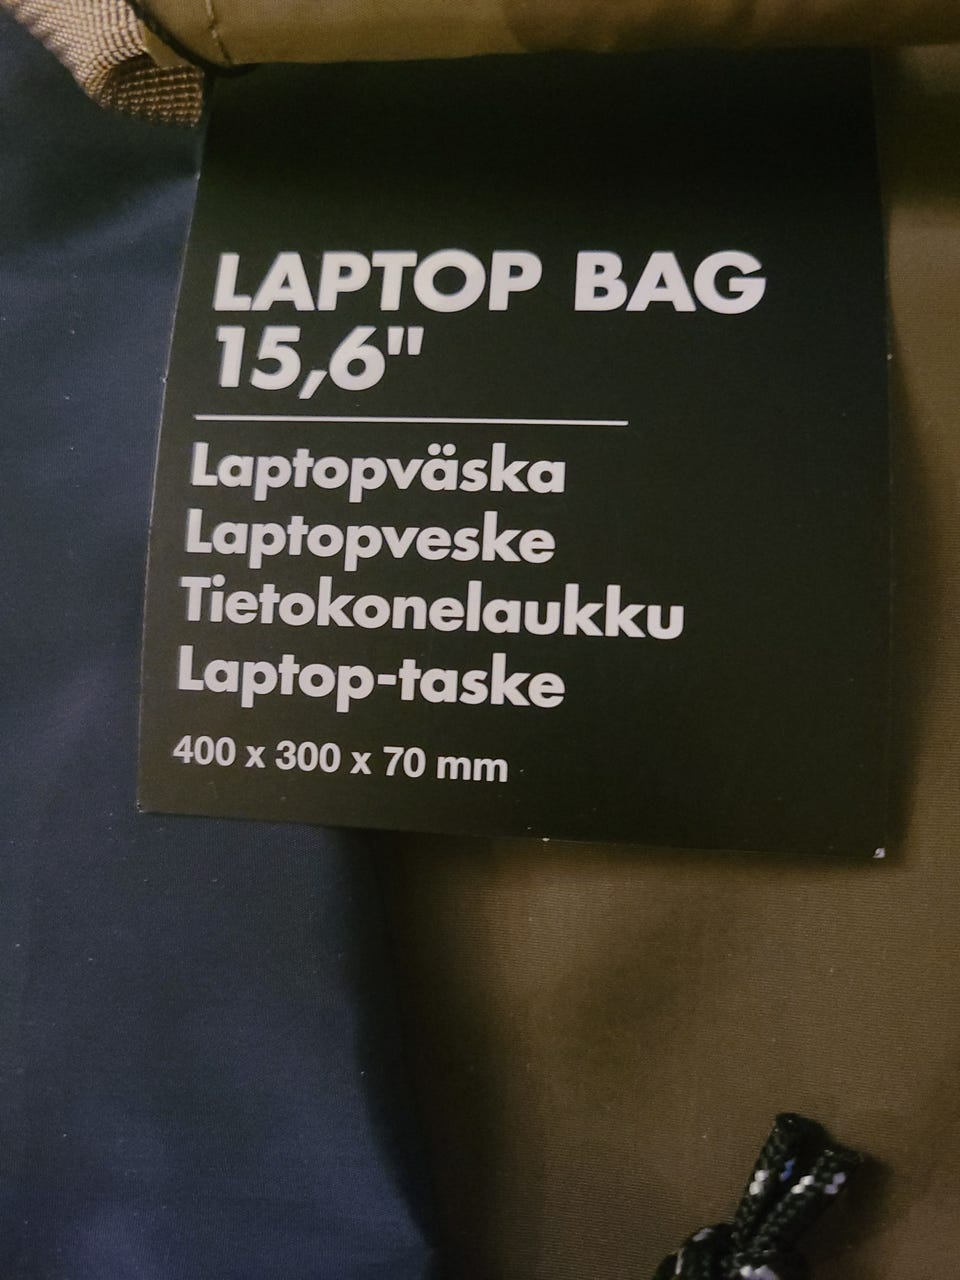 LAPTOP BAG
15,6"
Laptopväska
Laptopveske
Tietokonelaukku
Laptop-taske
400 x 300 x 70 mm